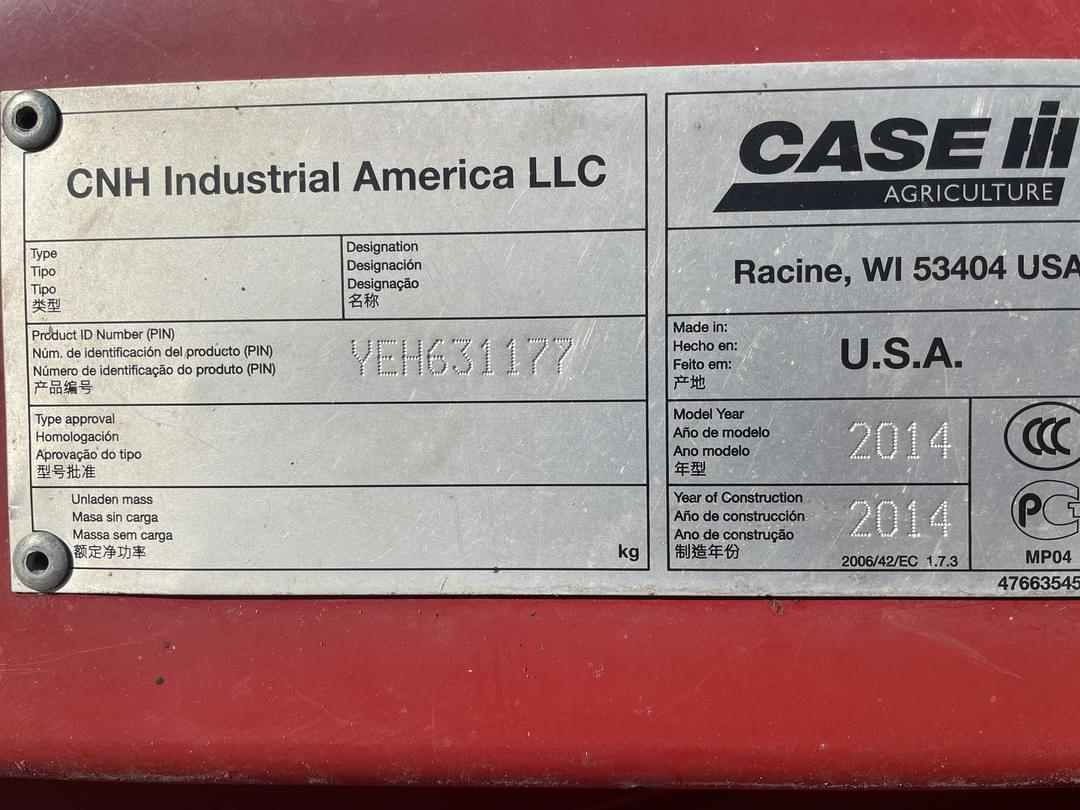 CNH Industrial America LLC
Type
Tipo
Tipo
类型
Designation
Designación
Designação
名称
Product ID Number (PIN)
Núm. de identificación del producto (PIN)
Número de identificação do produto (PIN)
产品编号
YEH631177
Type approval
Homologación
Aprovação do tipo
型号批准
Unladen mass
Masa sin carga
Massa sem carga
额定净功率
kg
CASE IH
AGRICULTURE
Racine, WI 53404 USA
Made in:
Hecho en:
Feito em:
产地
U.S.A.
Model Year
Año de modelo
Ano modelo
年型
2014
Year of Construction
Año de construcción
Ano de construção
制造年份
2014
2006/42/EC 1.7.3
CCC
PG
MP04
47663545